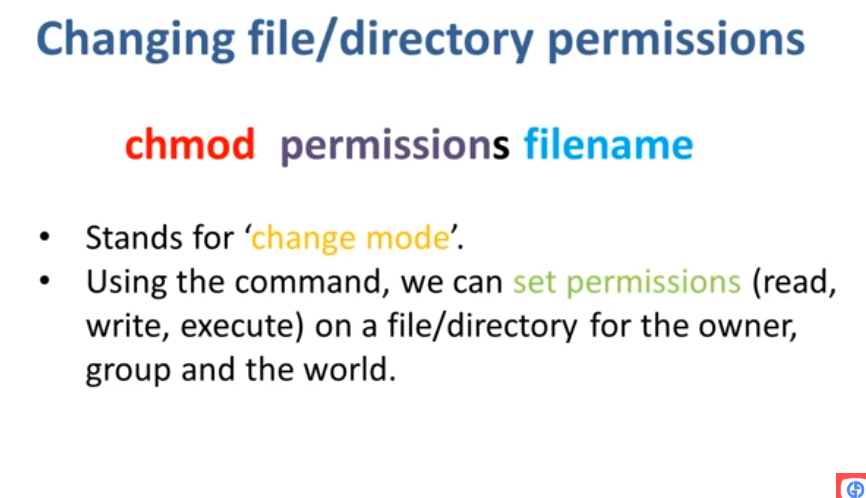 Changing file/directory permissions
chmod permissions filename
• Stands for ‘change mode’.
• Using the command, we can set permissions (read,
write, execute) on a file/directory for the owner,
group and the world.